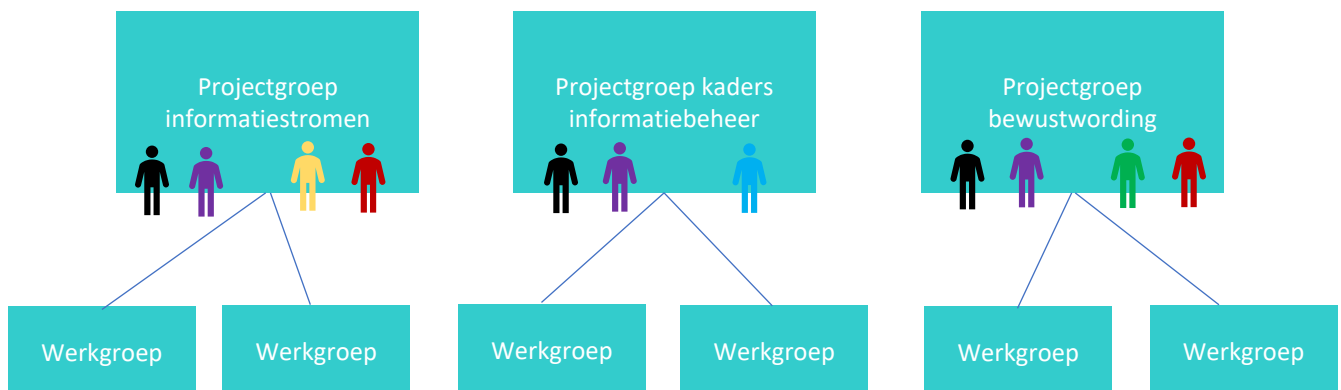 Projectgroep
informatiestromen
Projectgroep kaders
informatiebeheer
Projectgroep
bewustwording
Werkgroep
Werkgroep
Werkgroep
Werkgroep
Werkgroep
Werkgroep